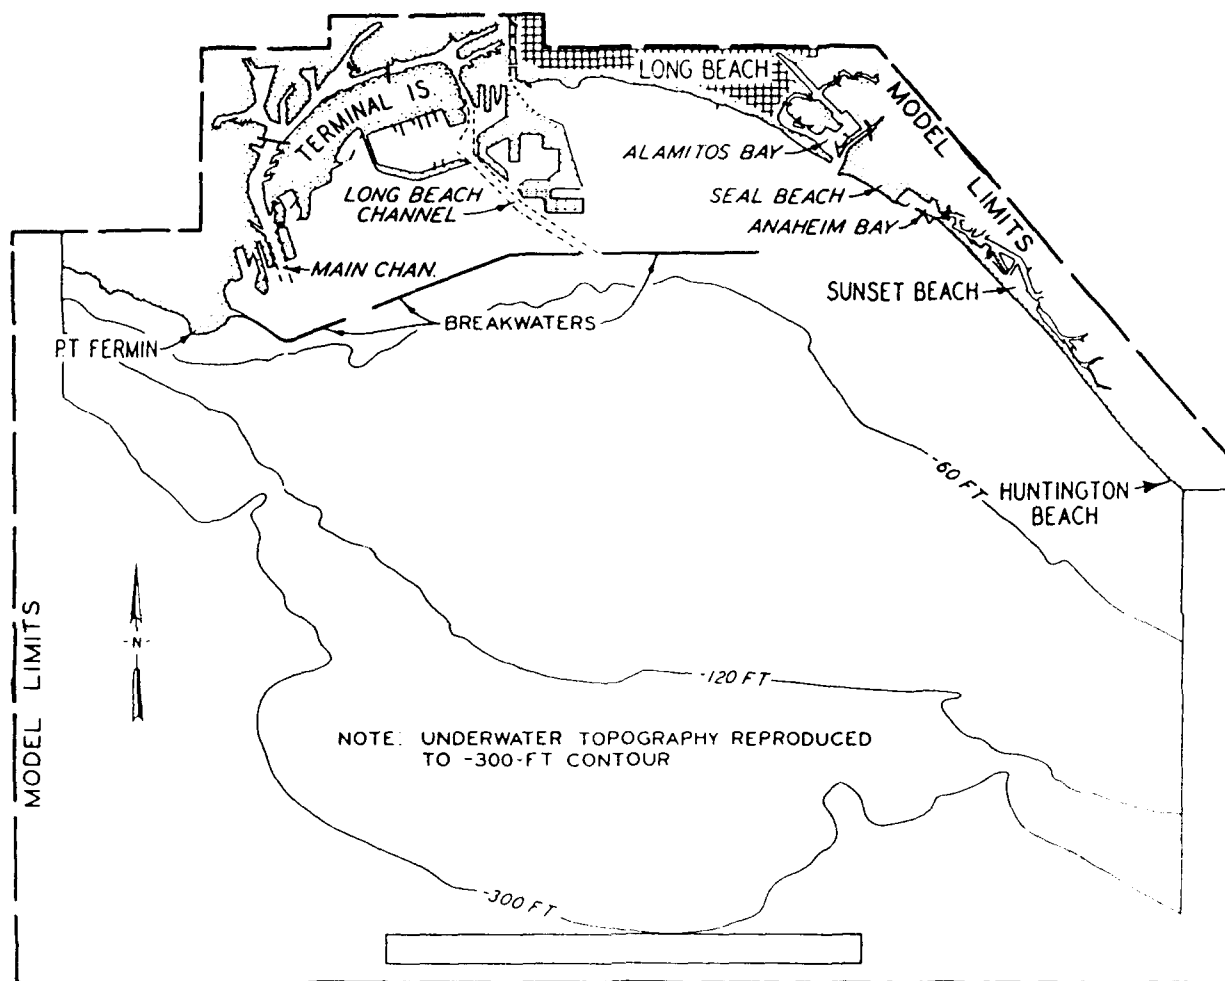 LONG BEACH
TERMINAL IS
MODEL LIMITS
ALAMITOS BAY
LONG BEACH
CHANNEL
SEAL BEACH
ANAHEIM BAY
MAIN CHAN.
SUNSET BEACH
BREAKWATERS
PT FERMIN
-60 FT
HUNTINGTON
BEACH
MODEL LIMITS
-N-
-120 FT
NOTE: UNDERWATER TOPOGRAPHY REPRODUCED
TO -300-FT CONTOUR
-300 FT